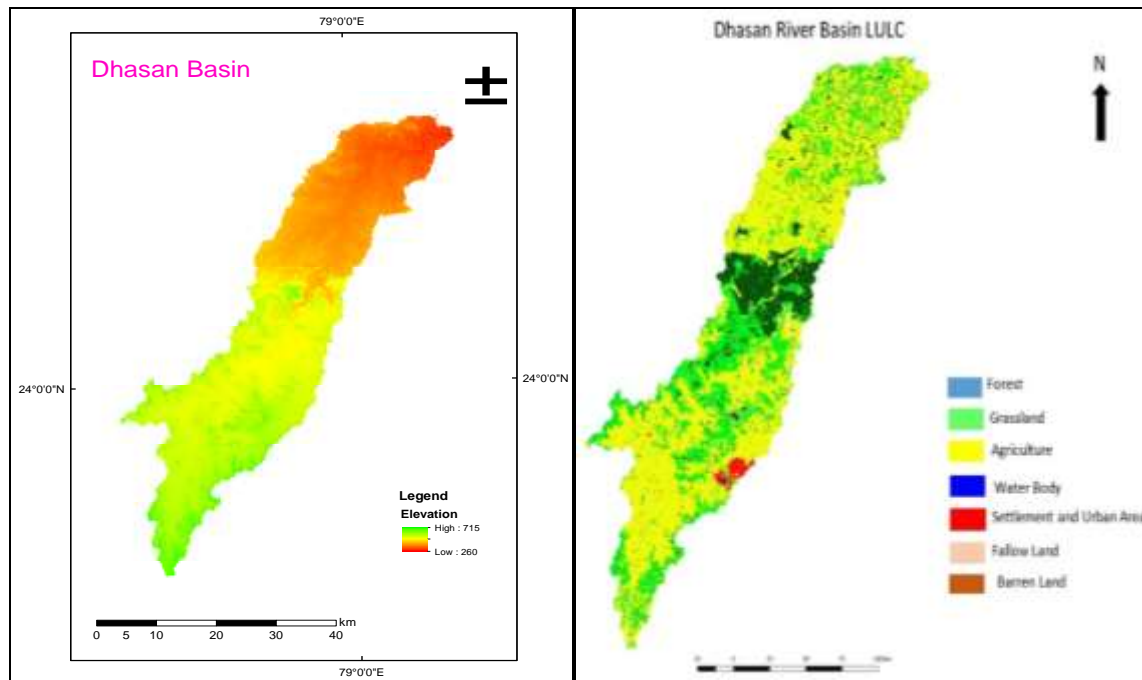 79°0'0"E
Dhasan Basin
24°0'0"N
24°0'0"N
Legend
Elevation
High : 715
Low : 260
km
0 5 10 20 30 40
79°0'0"E
Dhasan River Basin LULC
N
Forest
Grassland
Agriculture
Water Body
Settlement and Urban Area
Fallow Land
Barren Land